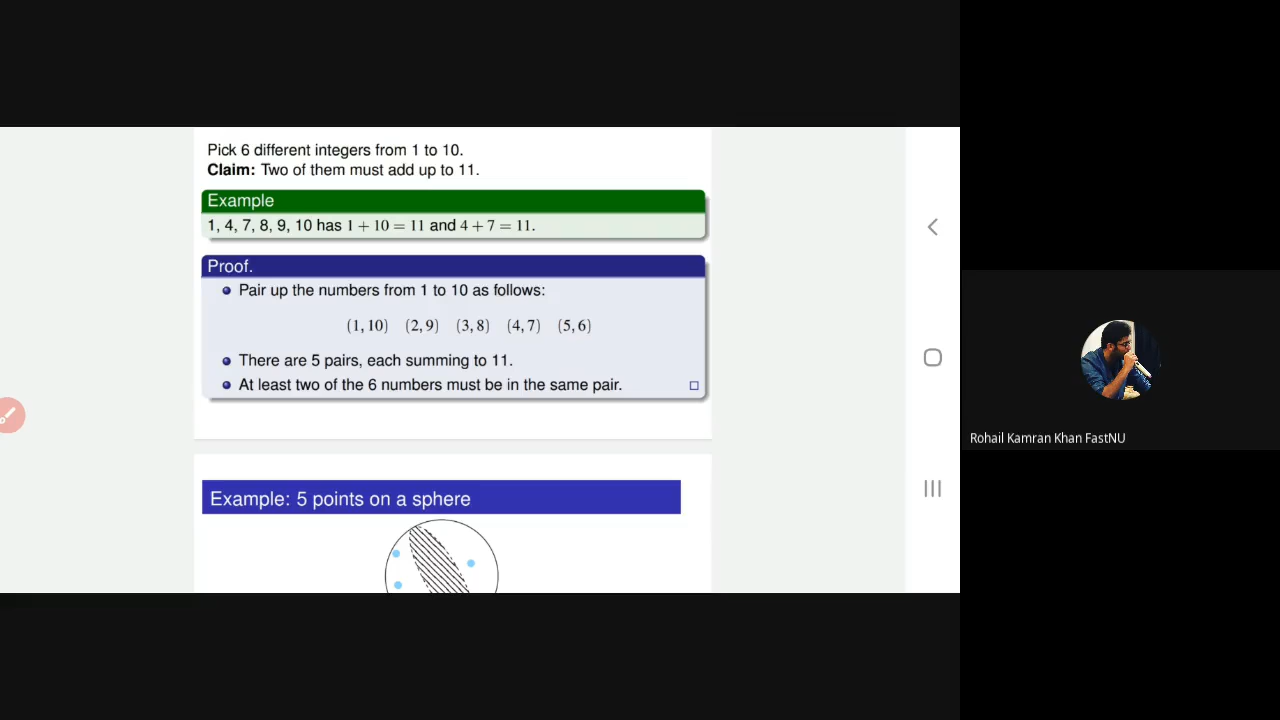 Pick 6 different integers from 1 to 10.
Claim: Two of them must add up to 11.
Example
1, 4, 7, 8, 9, 10 has 1 + 10 = 11 and 4 + 7 = 11.
Proof.
Pair up the numbers from 1 to 10 as follows:
(1, 10) (2, 9) (3, 8) (4, 7) (5, 6)
There are 5 pairs, each summing to 11.
At least two of the 6 numbers must be in the same pair.
Example: 5 points on a sphere
Rohail Kamran Khan FastNU